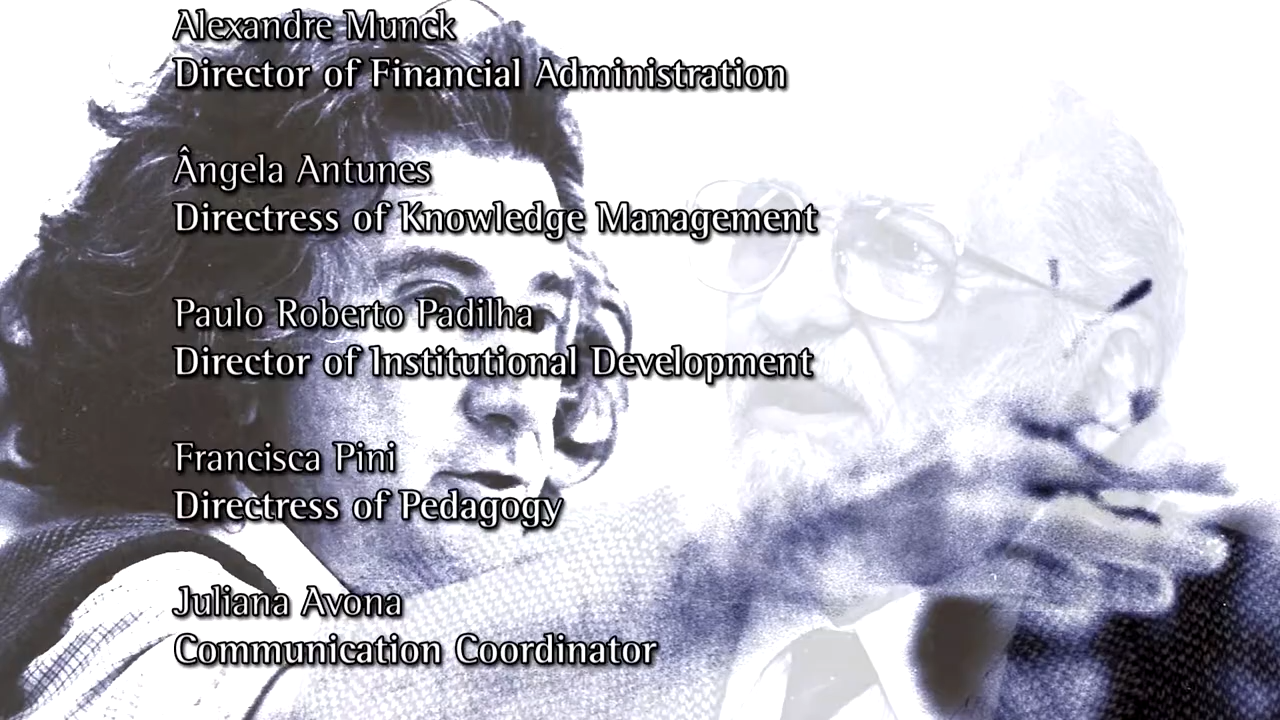 Alexandre Munck
Director of Financial Administration
Ângela Antunes
Directress of Knowledge Management
Paulo Roberto Padilha
Director of Institutional Development
Francisca Pini
Directress of Pedagogy
Juliana Avona
Communication Coordinator